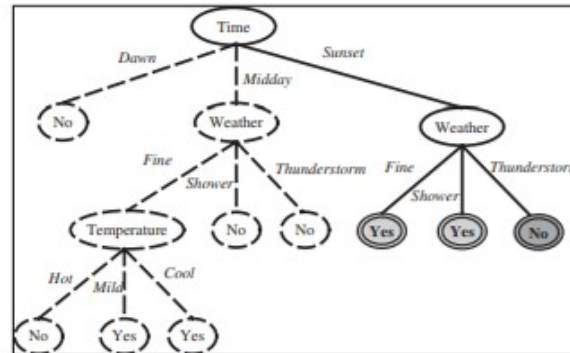 Time
Dawn
Midday
Sunset
No
Weather
Weather
Fine
Shower
Thunderstorm
Fine
Shower
Thunderstorm
Temperature
No
No
Yes
Yes
No
Hot
Mild
Cool
No
Yes
Yes